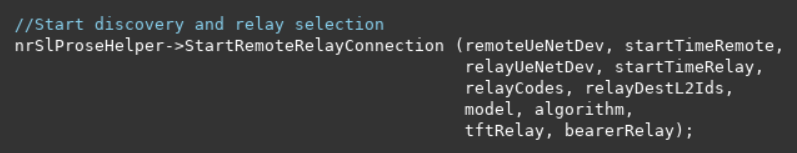 //Start discovery and relay selection
nrSlProseHelper->StartRemoteRelayConnection (remoteUeNetDev, startTimeRemote,
relayUeNetDev, startTimeRelay,
relayCodes, relayDestL2Ids,
model, algorithm,
tftRelay, bearerRelay);